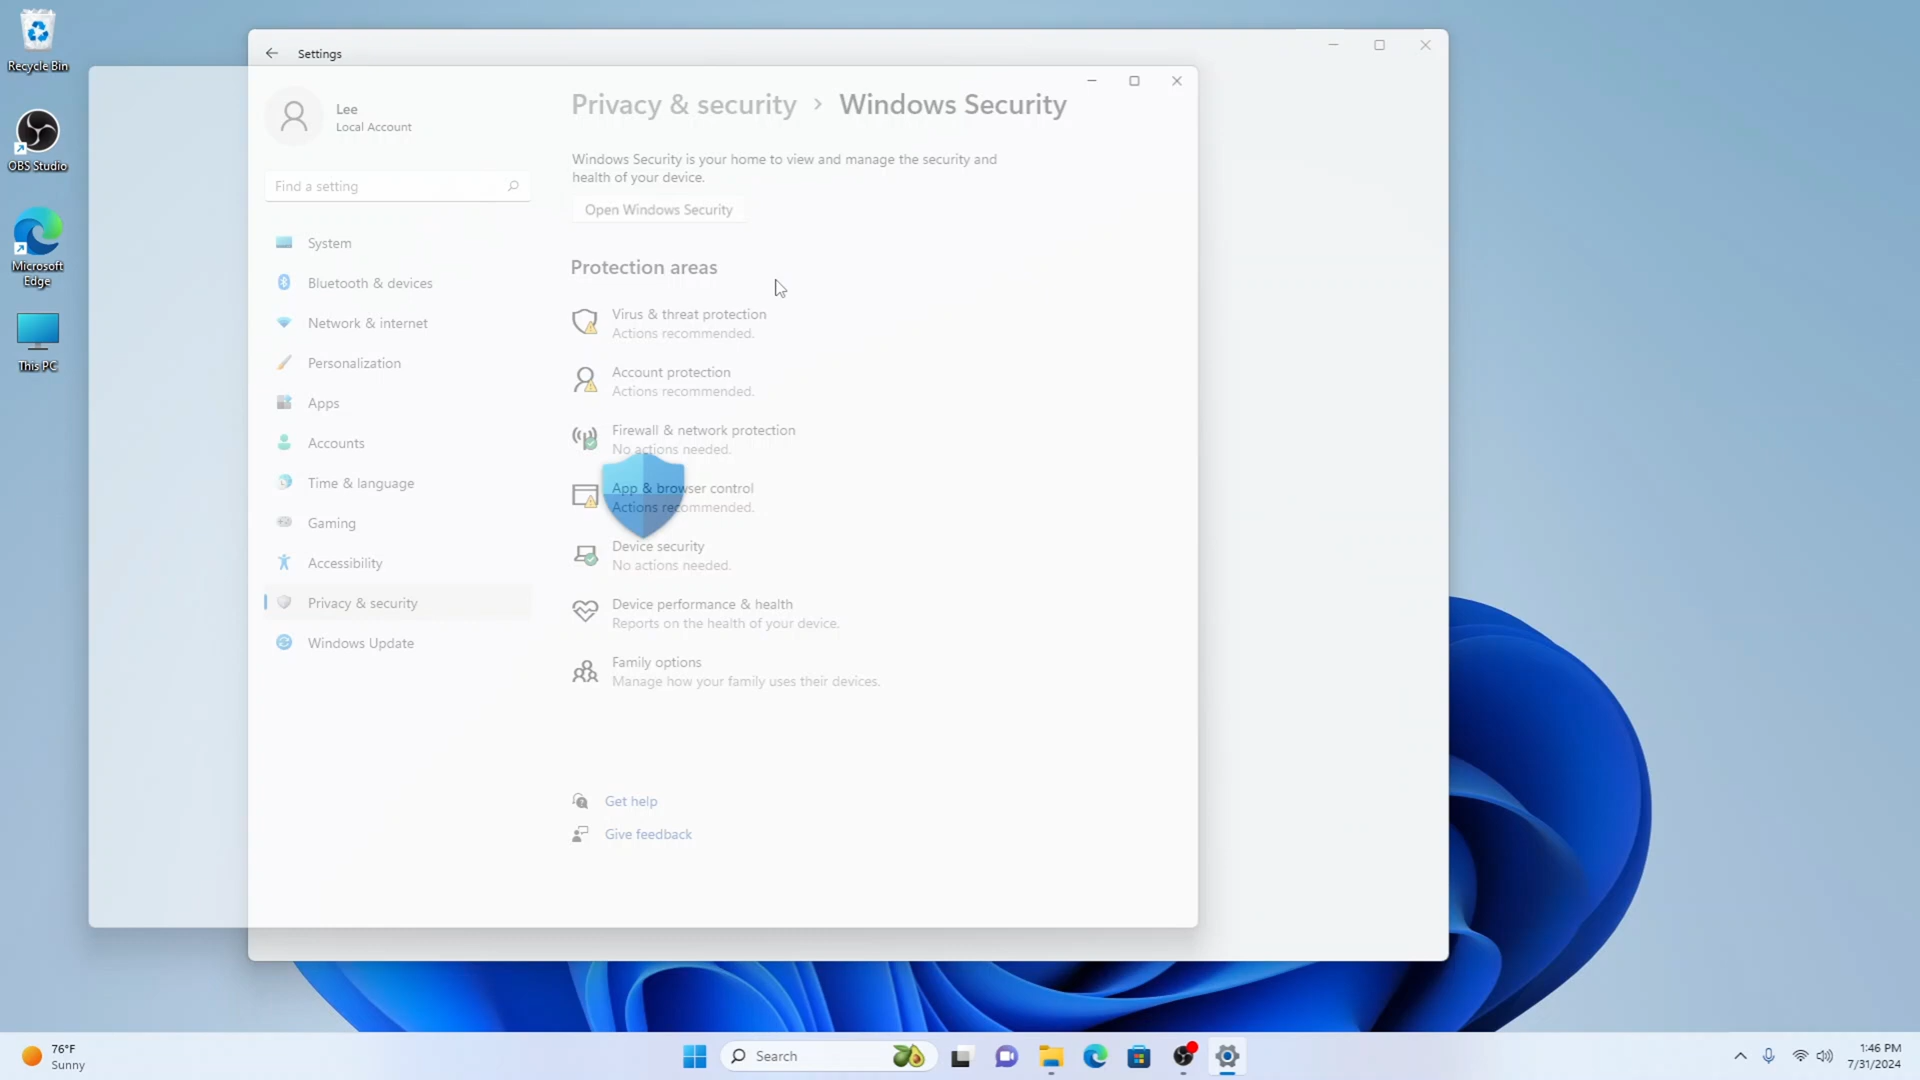 Recycle Bin
OBS Studio
Microsoft
Edge
This PC
Settings
Lee
Local Account
Find a setting
System
Bluetooth & devices
Network & internet
Personalization
Apps
Accounts
Time & language
Gaming
Accessibility
Privacy & security
Windows Update
Privacy & security › Windows Security
Windows Security is your home to view and manage the security and
health of your device.
Open Windows Security
Protection areas
Virus & threat protection
Actions recommended.
Account protection
Actions recommended.
Firewall & network protection
No actions needed.
App & browser control
Actions recommended.
Device security
No actions needed.
Device performance & health
Reports on the health of your device.
Family options
Manage how your family uses their devices.
Get help
Give feedback
76°F
Sunny
Search
1:46 PM
7/31/2024